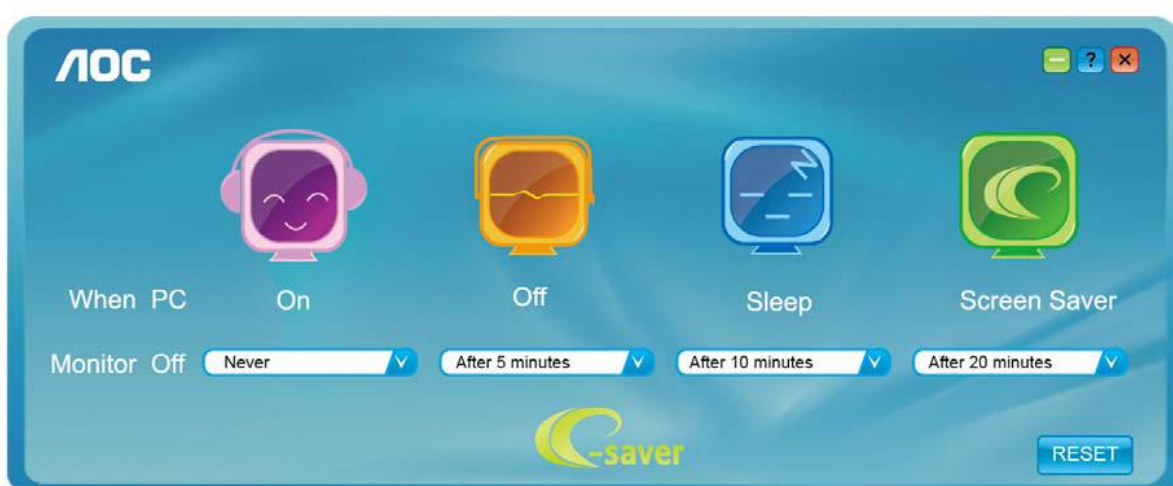 AOC
?
When PC On Off Sleep Screen Saver
Monitor Off Never After 5 minutes After 10 minutes After 20 minutes
e-saver
RESET